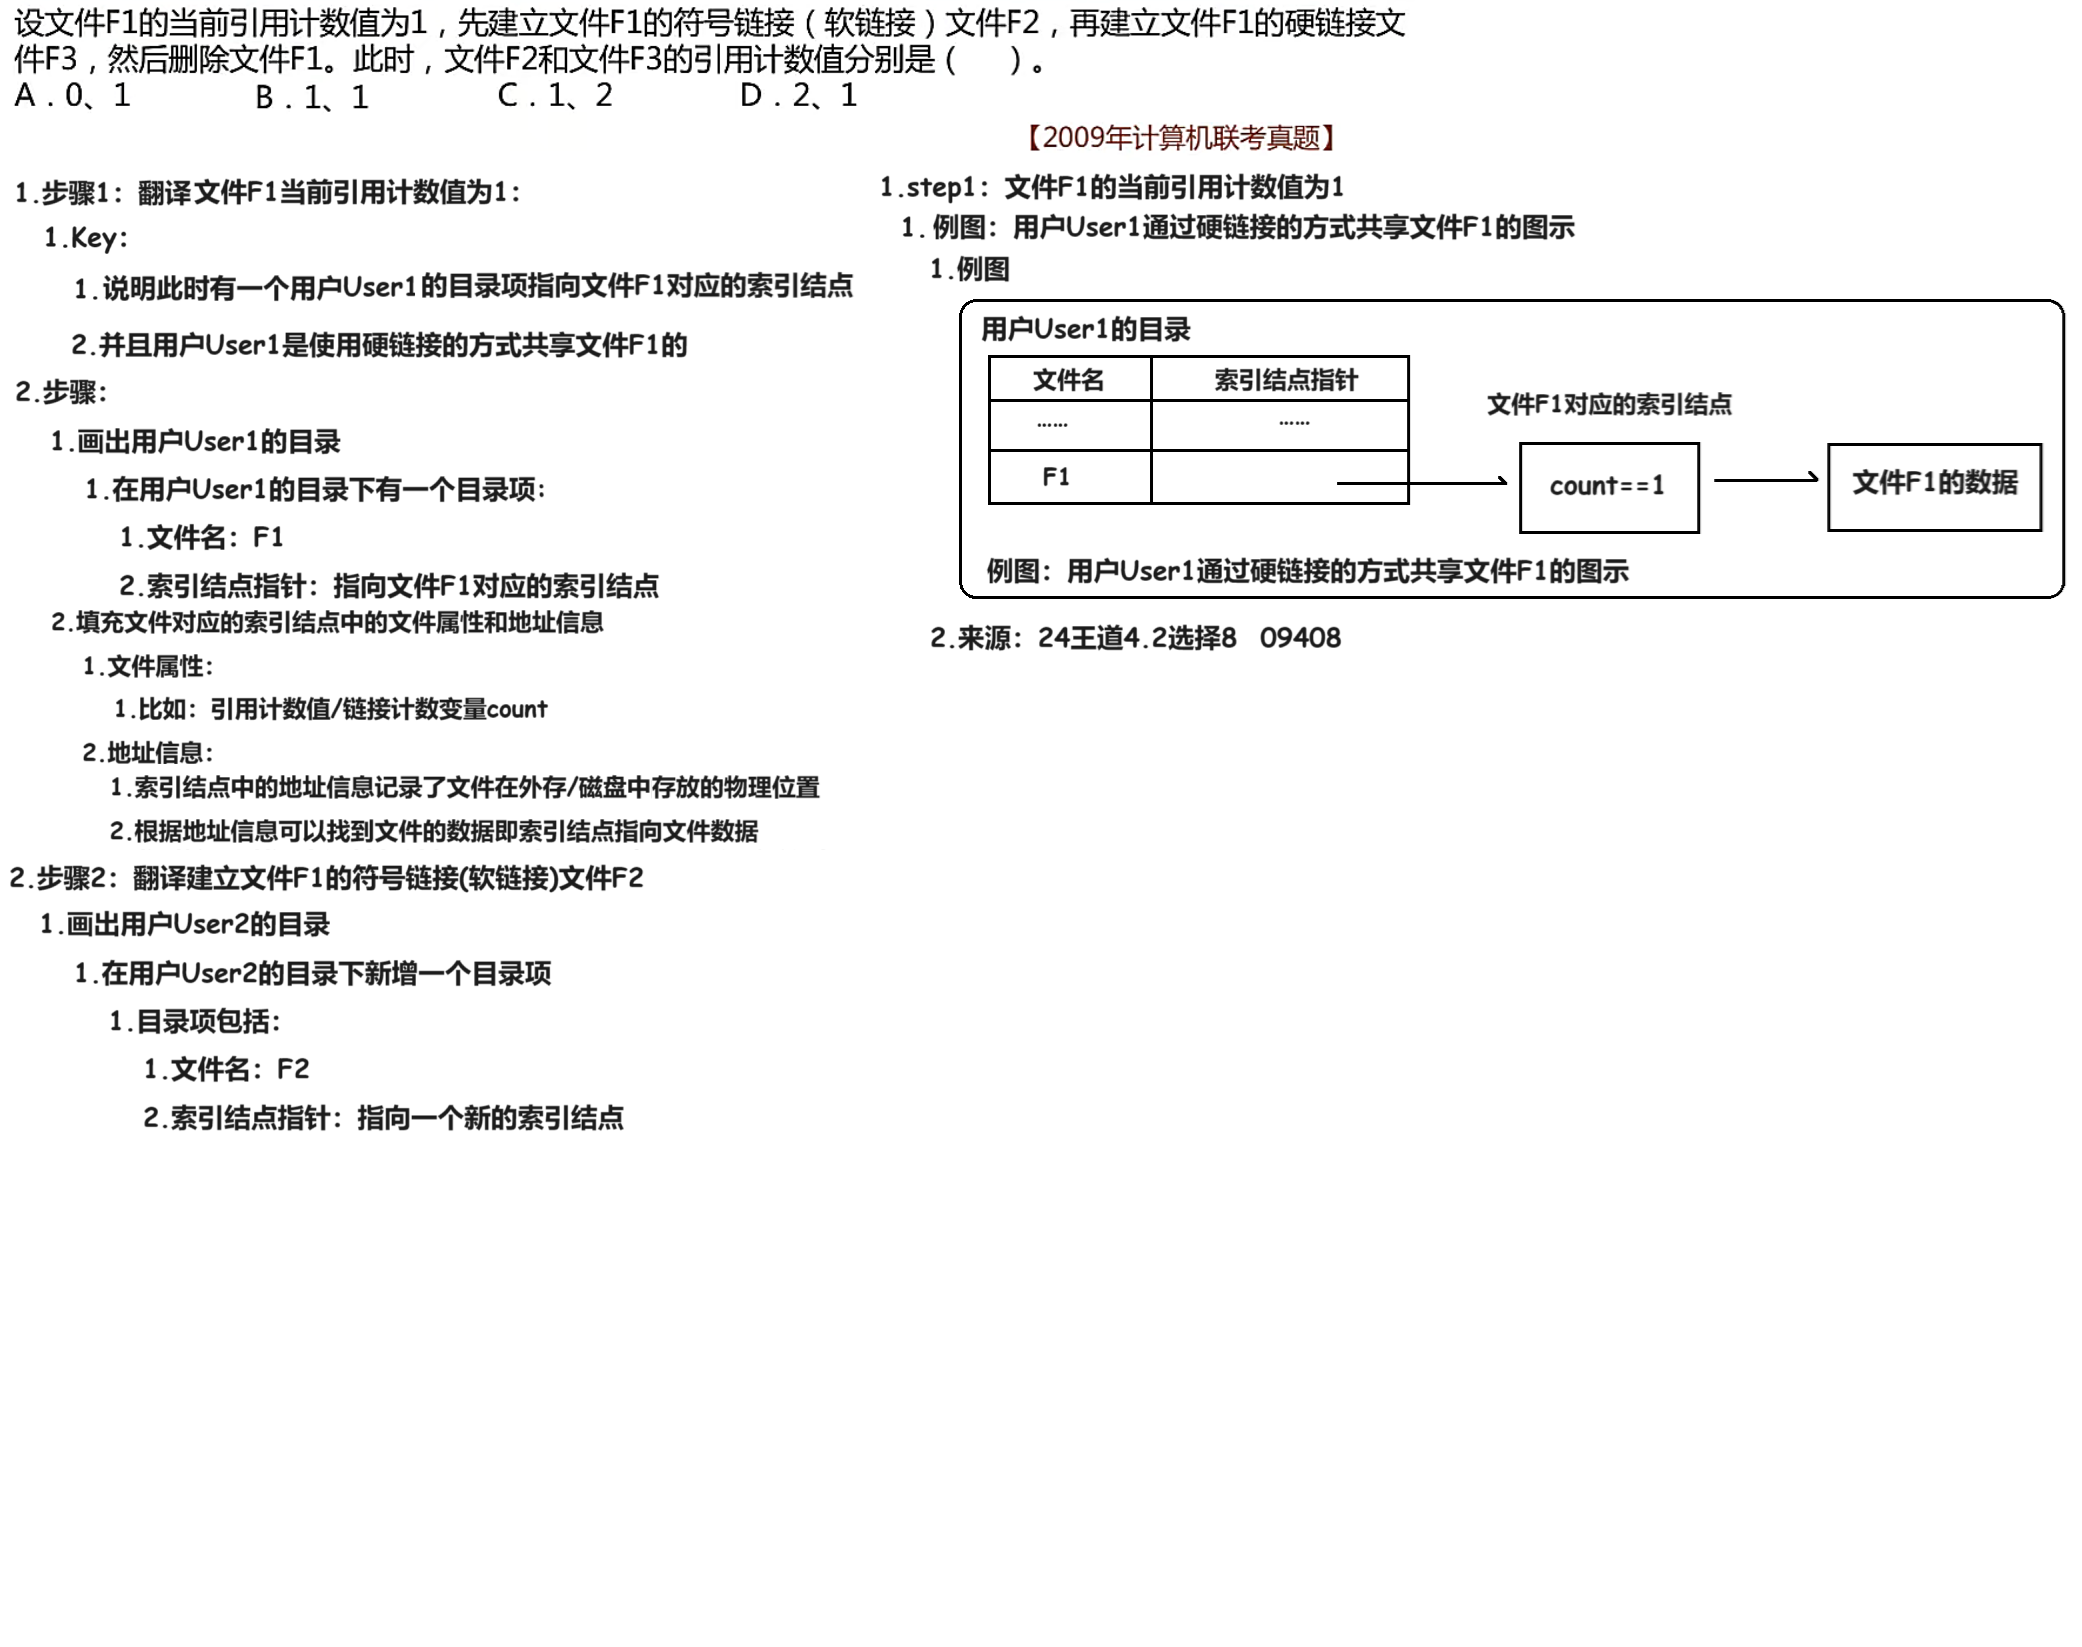 设文件F1的当前引用计数值为1，先建立文件F1的符号链接（软链接）文件F2，再建立文件F1的硬链接文
件F3，然后删除文件F1。此时，文件F2和文件F3的引用计数值分别是（　　）。
A．0、1　B．1、1　C．1、2　D．2、1
【2009年计算机联考真题】
1.步骤1：翻译文件F1当前引用计数值为1：
1.Key：
1.说明此时有一个用户User1的目录项指向文件F1对应的索引结点
2.并且用户User1是使用硬链接的方式共享文件F1的
2.步骤：
1.画出用户User1的目录
1.在用户User1的目录下有一个目录项：
1.文件名：F1
2.索引结点指针：指向文件F1对应的索引结点
2.填充文件对应的索引结点中的文件属性和地址信息
1.文件属性：
1.比如：引用计数值/链接计数变量count
2.地址信息：
1.索引结点中的地址信息记录了文件在外存/磁盘中存放的物理位置
2.根据地址信息可以找到文件的数据即索引结点指向文件数据
2.步骤2：翻译建立文件F1的符号链接(软链接)文件F2
1.画出用户User2的目录
1.在用户User2的目录下新增一个目录项
1.目录项包括：
1.文件名：F2
2.索引结点指针：指向一个新的索引结点
1.step1：文件F1的当前引用计数值为1
1.例图：用户User1通过硬链接的方式共享文件F1的图示
1.例图
用户User1的目录
文件名　索引结点指针
……　……
F1
文件F1对应的索引结点
count==1
文件F1的数据
例图：用户User1通过硬链接的方式共享文件F1的图示
2.来源：24王道4.2选择8　09408